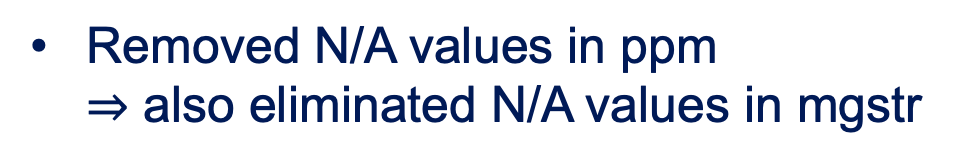 • Removed N/A values in ppm
⇒ also eliminated N/A values in mgstr